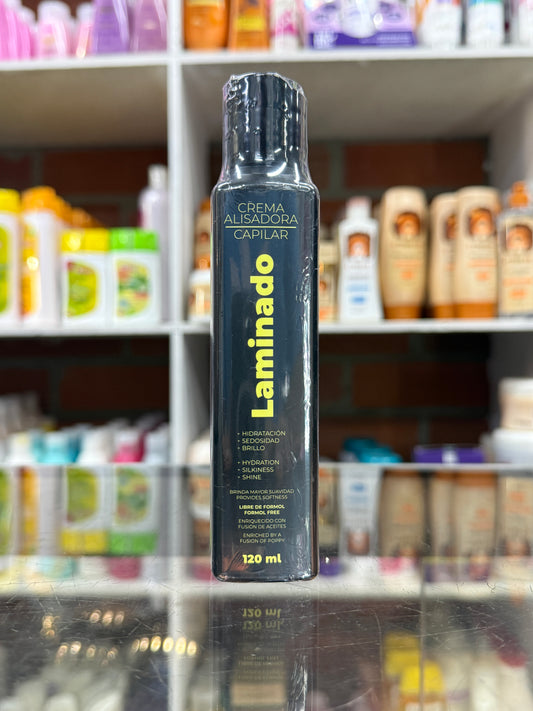 CREMA
ALISADORA
CAPILAR
Laminado
+ HIDRATACIÓN
+ SEDOSIDAD
+ BRILLO
+ HYDRATION
+ SILKINESS
+ SHINE
BRINDA MAYOR SUAVIDAD
PROVIDES SOFTNESS
LIBRE DE FORMOL
FORMOL FREE
ENRIQUECIDO CON
FUSIÓN DE ACEITES
ENRICHED BY A
FUSION OF POPPY
120 ml